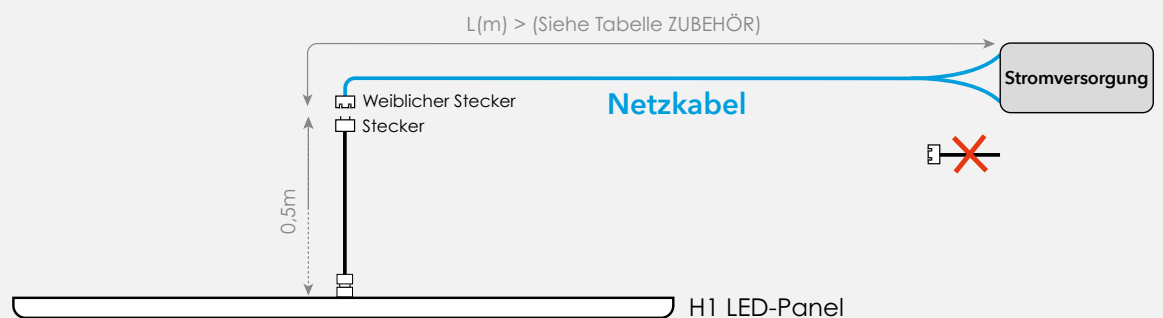 L(m) > (Siehe Tabelle ZUBEHÖR)
Stromversorgung
Weiblicher Stecker
Netzkabel
Stecker
0,5m
H1 LED-Panel